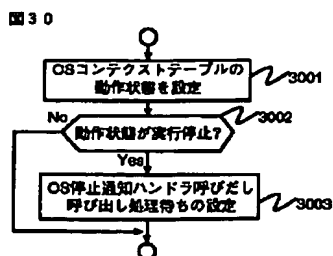 図30
OSコンテクストテーブルの
動作状態を設定
3001
3002
No
動作状態が実行停止?
Yes
OS停止通知ハンドラ呼びだし
呼び出し処理待ちの設定
3003